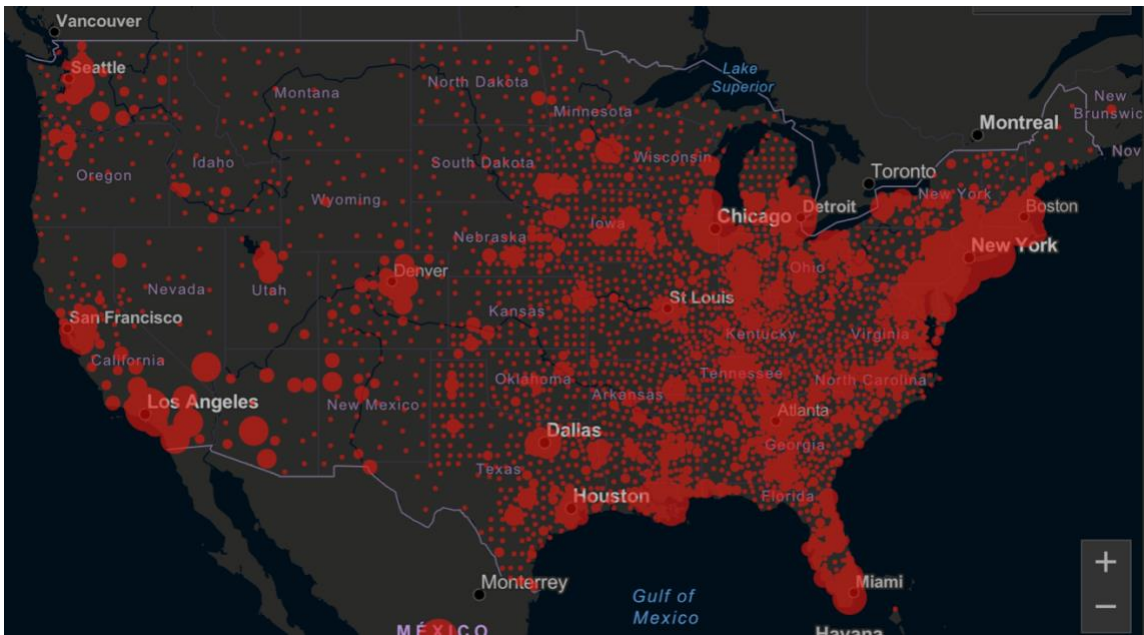 Vancouver
Seattle
Montana
North Dakota
Minnesota
Lake
Superior
New
Brunswic
Montreal
Nov
Oregon
Idaho
South Dakota
Wisconsin
Toronto
Wyoming
New York
Detroit
Boston
Chicago
Iowa
Nebraska
New York
Ohio
Denver
Nevada
Utah
St Louis
Kansas
San Francisco
Kentucky
Virginia
California
Tennessee
Oklahoma
North Carolina
Arkansas
Los Angeles
New Mexico
Atlanta
Dallas
Georgia
Texas
Houston
Florida
+
Monterrey
Miami
Gulf of
Mexico
−
MÉXICO
Havana